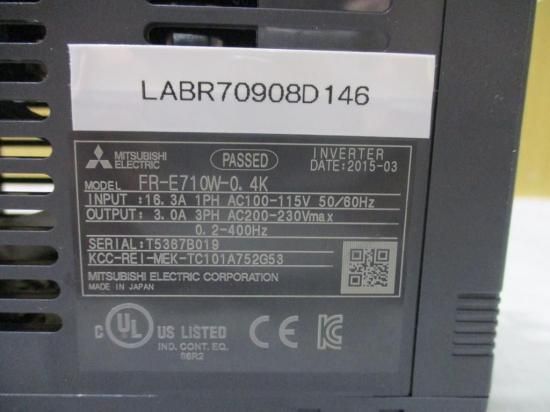 LABR70908D146
MITSUBISHI ELECTRIC
PASSED
INVERTER
DATE:2015-03
MODEL FR-E710W-0.4K
INPUT:16.3A 1PH AC100-115V 50/60Hz
OUTPUT: 3.0A 3PH AC200-230Vmax
0.2-400Hz
SERIAL:T5367B019
KCC-REI-MEK-TC101A752G53
MITSUBISHI ELECTRIC CORPORATION
MADE IN JAPAN
C UL US LISTED
IND. CONT. EQ.
66R2
CE